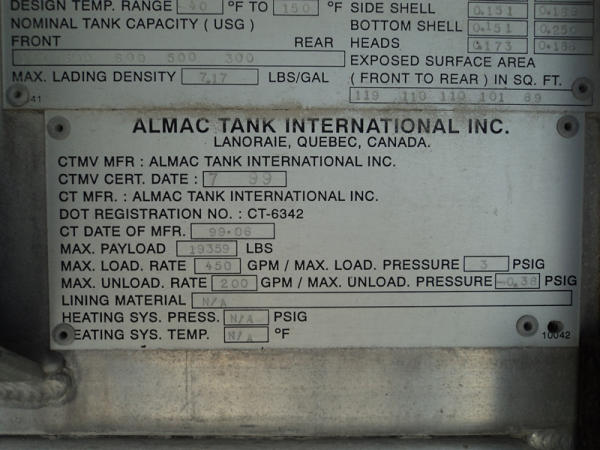 DESIGN TEMP. RANGE -40 °F TO 150 °F
NOMINAL TANK CAPACITY ( USG )
FRONT REAR
600 500 300
MAX. LADING DENSITY 7.17 LBS/GAL
41
SIDE SHELL 0.151
BOTTOM SHELL 0.151 0.250
HEADS 0.173
EXPOSED SURFACE AREA
( FRONT TO REAR ) IN SQ. FT.
119 110 110 101 89
ALMAC TANK INTERNATIONAL INC.
LANORAIE, QUEBEC, CANADA.
CTMV MFR : ALMAC TANK INTERNATIONAL INC.
CTMV CERT. DATE : 7 99
CT MFR. : ALMAC TANK INTERNATIONAL INC.
DOT REGISTRATION NO. : CT-6342
CT DATE OF MFR. 99-06
MAX. PAYLOAD 19359 LBS
MAX. LOAD. RATE 450 GPM / MAX. LOAD. PRESSURE 3 PSIG
MAX. UNLOAD. RATE 200 GPM / MAX. UNLOAD. PRESSURE -0.38 PSIG
LINING MATERIAL N/A
HEATING SYS. PRESS. N/A PSIG
HEATING SYS. TEMP. N/A °F
10042